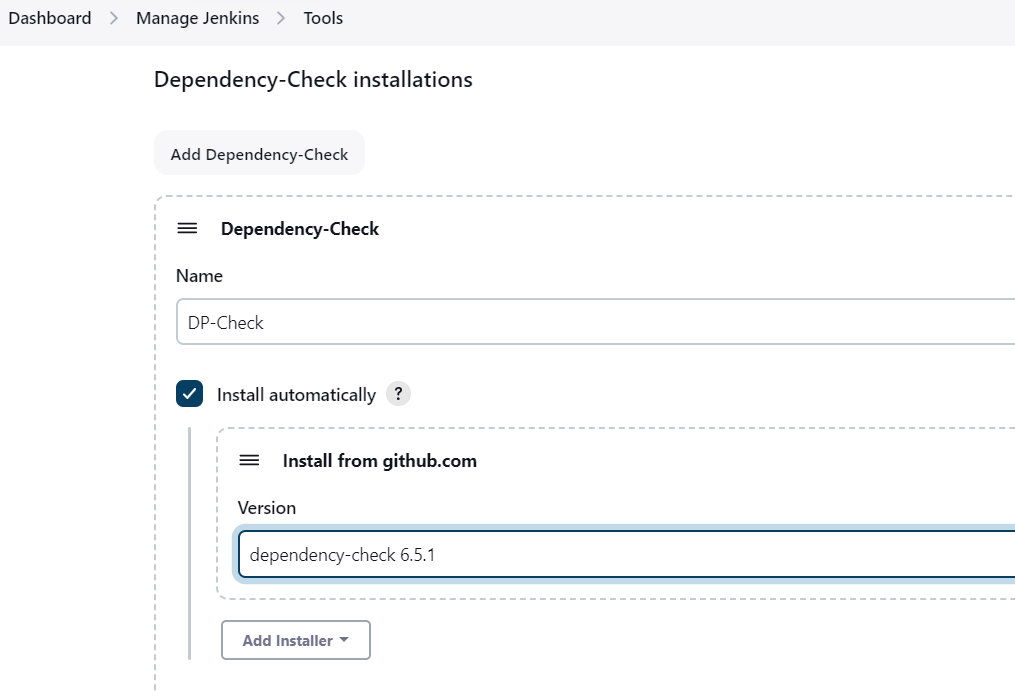 Dashboard > Manage Jenkins > Tools
Dependency-Check installations
Add Dependency-Check
Dependency-Check
Name
DP-Check
Install automatically ?
Install from github.com
Version
dependency-check 6.5.1
Add Installer